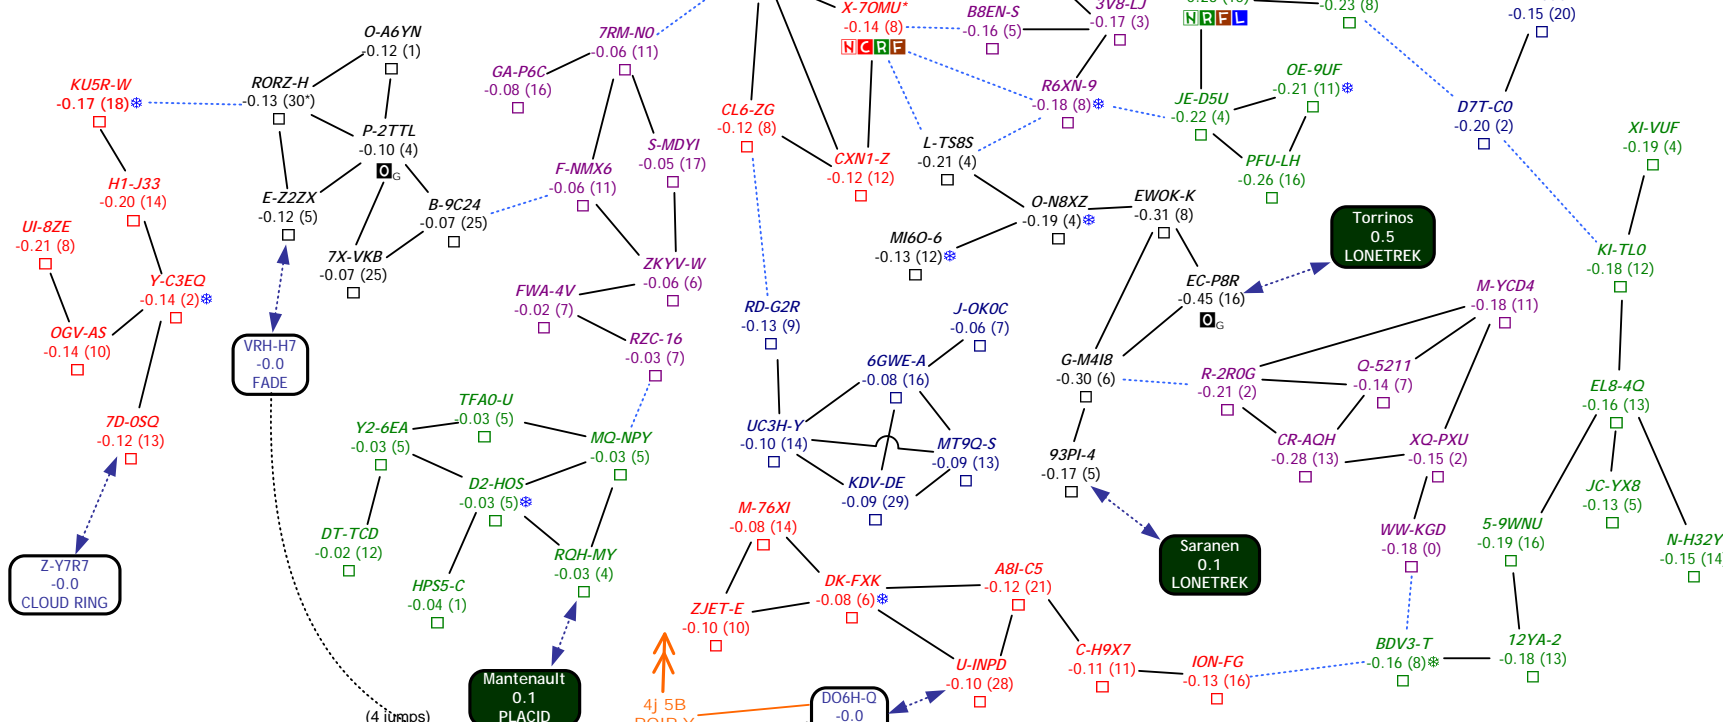 X-7OMU*
-0.14 (8)
N C R F
B8EN-S
-0.16 (5)
3V8-LJ
-0.17 (3)
N R F L
-0.23 (8)
-0.15 (20)
O-A6YN
-0.12 (1)
7RM-N0
-0.06 (11)
GA-P6C
-0.08 (16)
KU5R-W
-0.17 (18)
RORZ-H
-0.13 (30*)
P-2TTL
-0.10 (4)
0 G
CL6-ZG
-0.12 (8)
R6XN-9
-0.18 (8)
OE-9UF
-0.21 (11)
JE-D5U
-0.22 (4)
D7T-C0
-0.20 (2)
XI-VUF
-0.19 (4)
S-MDYI
-0.05 (17)
F-NMX6
-0.06 (11)
CXN1-Z
-0.12 (12)
L-TS8S
-0.21 (4)
PFU-LH
-0.26 (16)
H1-J33
-0.20 (14)
E-Z2ZX
-0.12 (5)
B-9C24
-0.07 (25)
O-N8XZ
-0.19 (4)
EWOK-K
-0.31 (8)
Torrinos
0.5
LONETREK
UI-8ZE
-0.21 (8)
7X-VKB
-0.07 (25)
MI6O-6
-0.13 (12)
KI-TL0
-0.18 (12)
Y-C3EQ
-0.14 (2)
ZKYV-W
-0.06 (6)
FWA-4V
-0.02 (7)
EC-P8R
-0.45 (16)
0 G
M-YCD4
-0.18 (11)
OGV-AS
-0.14 (10)
VRH-H7
-0.0
FADE
RZC-16
-0.03 (7)
RD-G2R
-0.13 (9)
J-OK0C
-0.06 (7)
6GWE-A
-0.08 (16)
G-M4I8
-0.30 (6)
R-2R0G
-0.21 (2)
Q-5211
-0.14 (7)
EL8-4Q
-0.16 (13)
7D-0SQ
-0.12 (13)
TFA0-U
-0.03 (5)
Y2-6EA
-0.03 (5)
MQ-NPY
-0.03 (5)
UC3H-Y
-0.10 (14)
MT9Q-S
-0.09 (13)
93PI-4
-0.17 (5)
CR-AQH
-0.28 (13)
XQ-PXU
-0.15 (2)
D2-HOS
-0.03 (5)
KDV-DE
-0.09 (29)
JC-YX8
-0.13 (5)
M-76XI
-0.08 (14)
DT-TCD
-0.02 (12)
RQH-MY
-0.03 (4)
WW-KGD
-0.18 (0)
5-9WNU
-0.19 (16)
N-H32Y
-0.15 (14
Saranen
0.1
LONETREK
Z-Y7R7
-0.0
CLOUD RING
HPS5-C
-0.04 (1)
DK-FXK
-0.08 (6)
A8I-C5
-0.12 (21)
ZJET-E
-0.10 (10)
C-H9X7
-0.11 (11)
ION-FG
-0.13 (16)
BDV3-T
-0.16 (8)
12YA-2
-0.18 (13)
U-INPD
-0.10 (28)
Mantenault
0.1
PLACID
4j 5B
DO6H-Q
-0.0
(4 jumps)